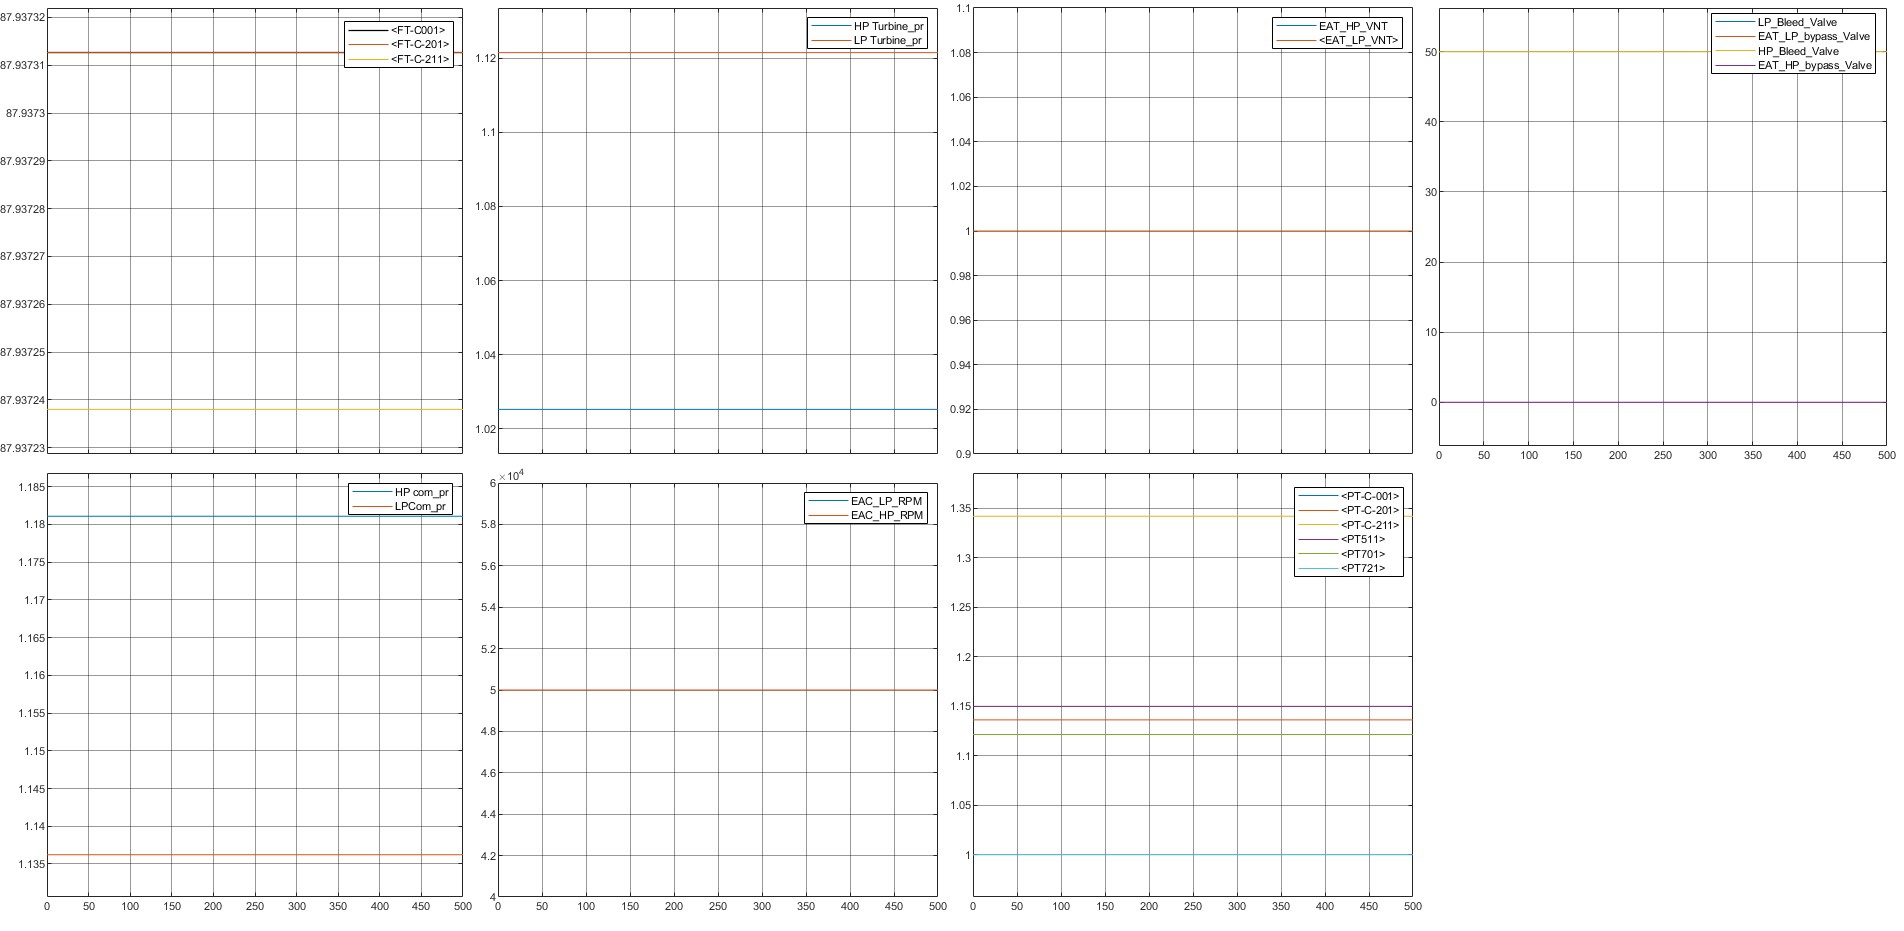 87.93732
87.93731
87.9373
87.93729
87.93728
87.93727
87.93726
87.93725
87.93724
87.93723
<FT-C001>
<FT-C-201>
<FT-C-211>
1.12
1.1
1.08
1.06
1.04
1.02
HP Turbine_pr
LP Turbine_pr
1.1
1.08
1.06
1.04
1.02
1
0.98
0.96
0.94
0.92
0.9
EAT_HP_VNT
<EAT_LP_VNT>
50
40
30
20
10
0
0 50 100 150 200 250 300 350 400 450 500
LP_Bleed_Valve
EAT_LP_bypass_Valve
HP_Bleed_Valve
EAT_HP_bypass_Valve
1.185
1.18
1.175
1.17
1.165
1.16
1.155
1.15
1.145
1.14
1.135
0 50 100 150 200 250 300 350 400 450 500
HP com_pr
LPCom_pr
×10⁴
6
5.8
5.6
5.4
5.2
5
4.8
4.6
4.4
4.2
4
0 50 100 150 200 250 300 350 400 450 500
EAC_LP_RPM
EAC_HP_RPM
1.35
1.3
1.25
1.2
1.15
1.1
1.05
1
0 50 100 150 200 250 300 350 400 450 500
<PT-C-001>
<PT-C-201>
<PT-C-211>
<PT511>
<PT701>
<PT721>